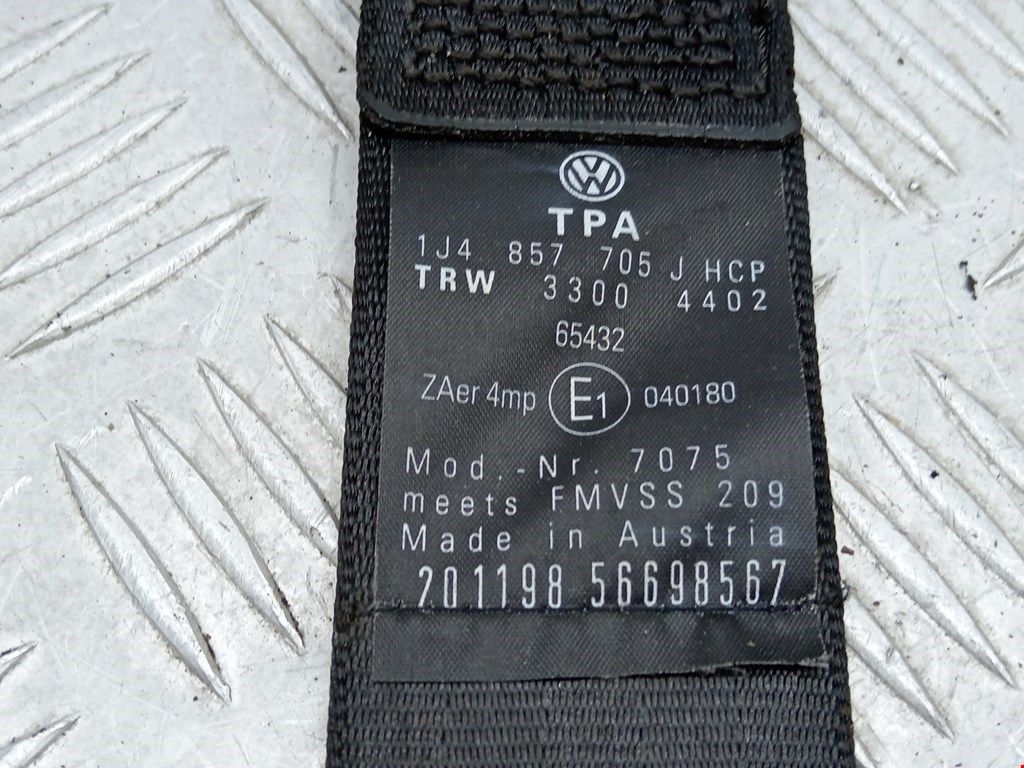 VW
TPA
1J4 857 705 J HCP
TRW 3300 4402
65432
ZAer 4mp E1 040180
Mod.-Nr. 7075
meets FMVSS 209
Made in Austria
201198 56698567